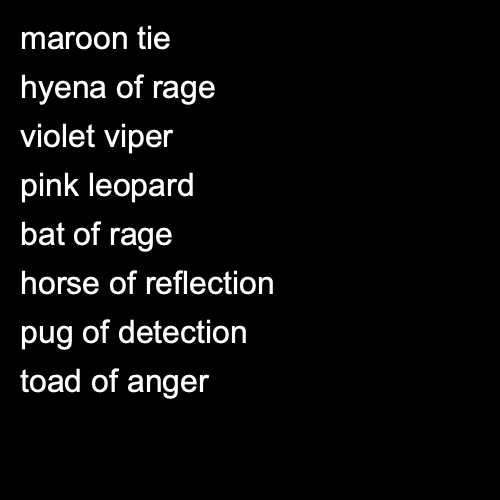 maroon tie
hyena of rage
violet viper
pink leopard
bat of rage
horse of reflection
pug of detection
toad of anger